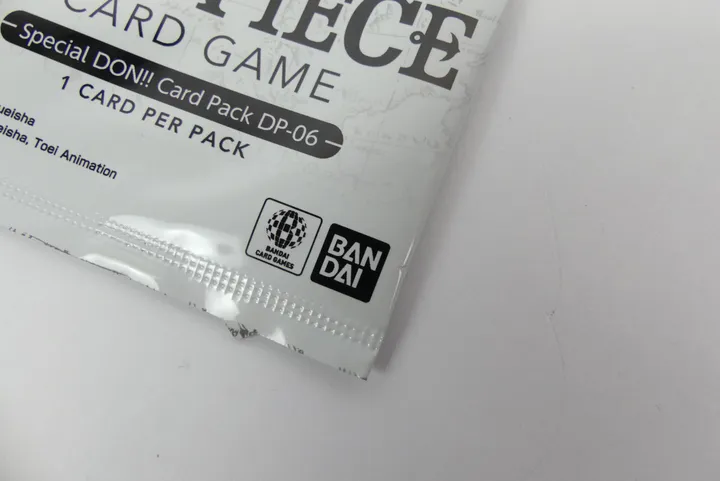 PIECE
CARD GAME
Special DON!! Card Pack DP-06
1 CARD PER PACK
ueisha
eisha, Toei Animation
BANDAI
CARD GAMES
BAN
DAI